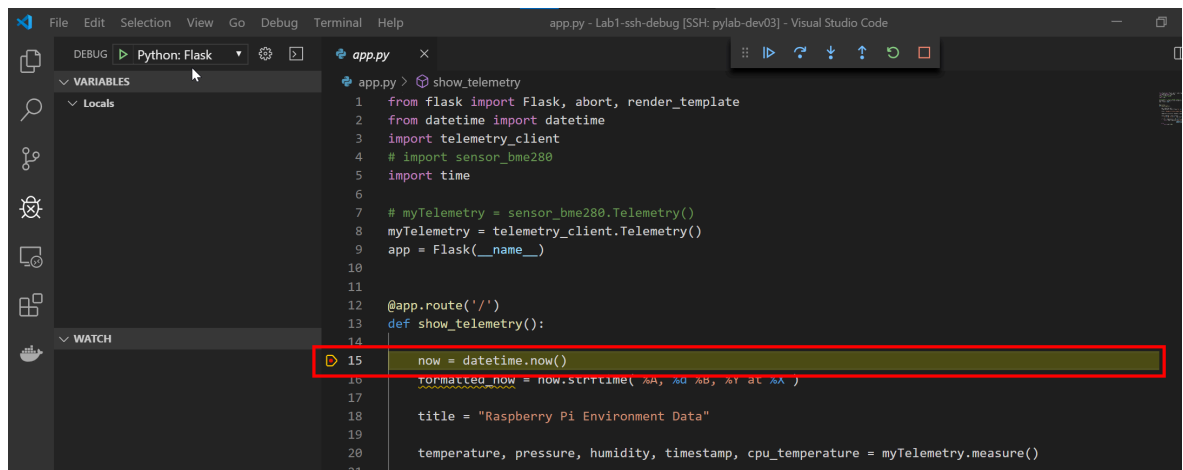 File Edit Selection View Go Debug Terminal Help app.py - Lab1-ssh-debug [SSH: pylab-dev03] - Visual Studio Code
DEBUG Python: Flask
app.py
VARIABLES
Locals
WATCH
app.py > show_telemetry
1 from flask import Flask, abort, render_template
2 from datetime import datetime
3 import telemetry_client
4 # import sensor_bme280
5 import time
6
7 # myTelemetry = sensor_bme280.Telemetry()
8 myTelemetry = telemetry_client.Telemetry()
9 app = Flask(__name__)
10
11
12 @app.route('/')
13 def show_telemetry():
14
15 now = datetime.now()
16 formatted_now = now.strftime( %A, %d %B, %Y at %X )
17
18 title = "Raspberry Pi Environment Data"
19
20 temperature, pressure, humidity, timestamp, cpu_temperature = myTelemetry.measure()
21